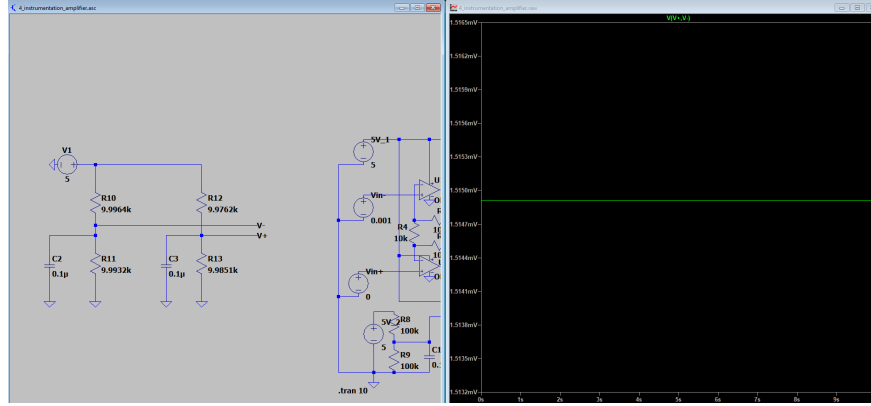 4_instrumentation_amplifier.asc
V1
5
R10
9.9964k
R12
9.9762k
V-
V+
C2
0.1µ
R11
9.9932k
C3
0.1µ
R13
9.9851k
5V_1
5
Vin-
0.001
R4
10k
Vin+
0
5V_2
5
R8
100k
R9
100k
C1
.tran 10
4_instrumentation_amplifier.raw
V(V+,V-)
1.5165mV
1.5162mV
1.5159mV
1.5156mV
1.5153mV
1.5150mV
1.5147mV
1.5144mV
1.5141mV
1.5138mV
1.5135mV
1.5132mV
0s
1s
2s
3s
4s
5s
6s
7s
8s
9s